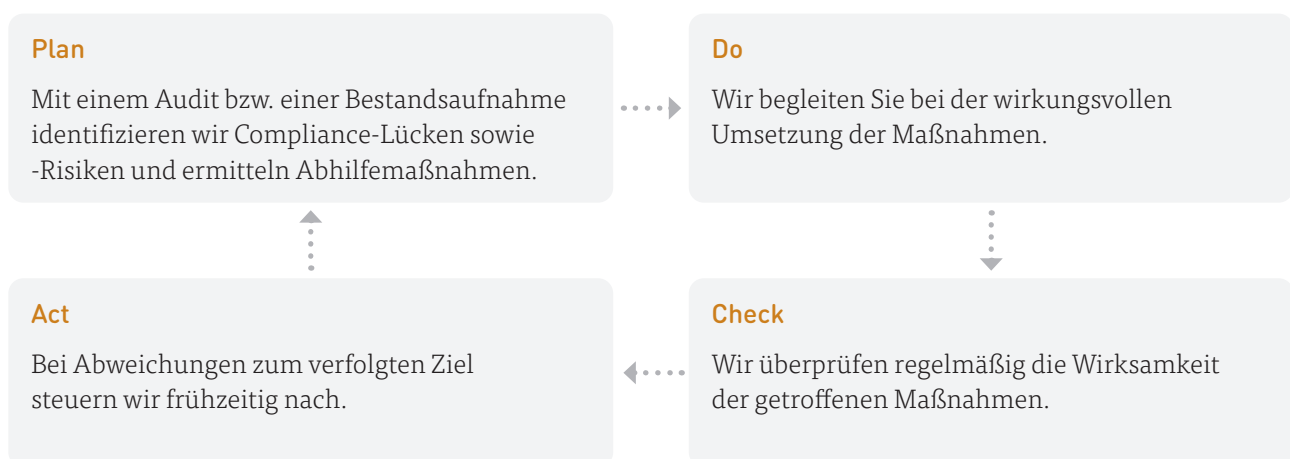 Plan
Mit einem Audit bzw. einer Bestandsaufnahme
identifizieren wir Compliance-Lücken sowie
-Risiken und ermitteln Abhilfemaßnahmen.
Do
Wir begleiten Sie bei der wirkungsvollen
Umsetzung der Maßnahmen.
Act
Bei Abweichungen zum verfolgten Ziel
steuern wir frühzeitig nach.
Check
Wir überprüfen regelmäßig die Wirksamkeit
der getroffenen Maßnahmen.